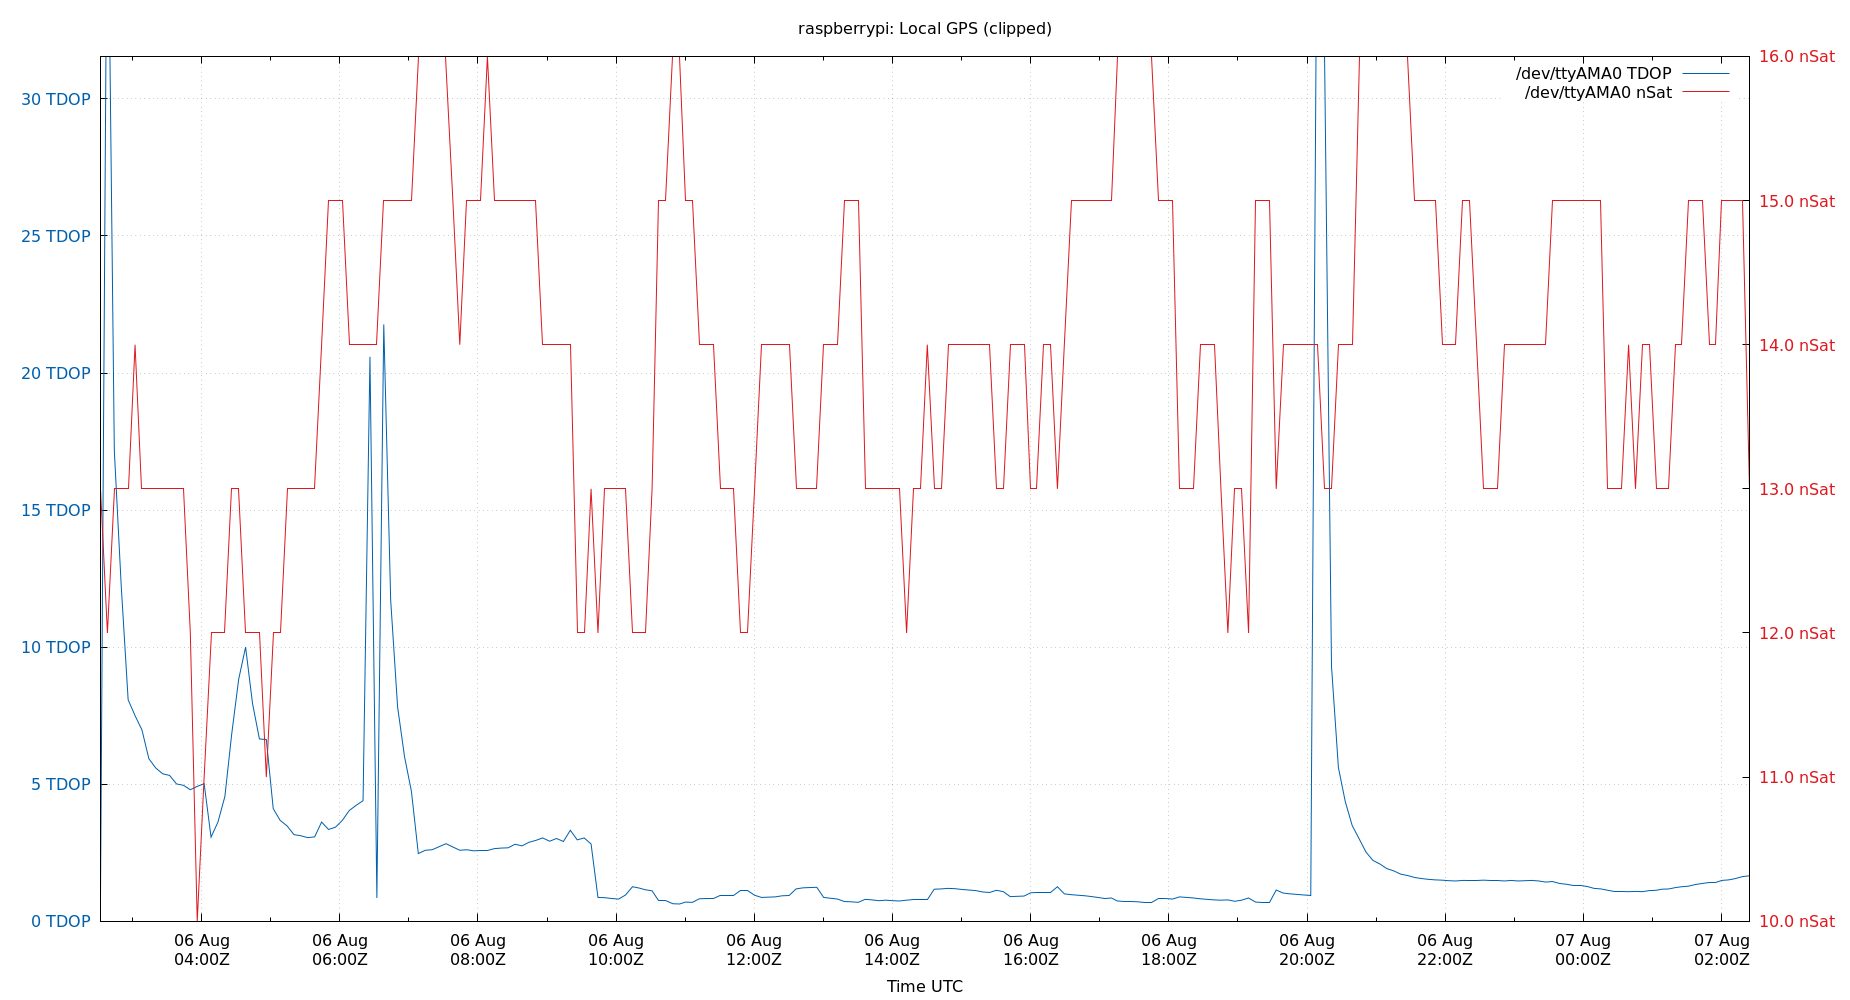 raspberrypi: Local GPS (clipped)
/dev/ttyAMA0 TDOP
/dev/ttyAMA0 nSat
30 TDOP
25 TDOP
20 TDOP
15 TDOP
10 TDOP
5 TDOP
0 TDOP
16.0 nSat
15.0 nSat
14.0 nSat
13.0 nSat
12.0 nSat
11.0 nSat
10.0 nSat
06 Aug
04:00Z
06 Aug
06:00Z
06 Aug
08:00Z
06 Aug
10:00Z
06 Aug
12:00Z
06 Aug
14:00Z
06 Aug
16:00Z
06 Aug
18:00Z
06 Aug
20:00Z
06 Aug
22:00Z
07 Aug
00:00Z
07 Aug
02:00Z
Time UTC